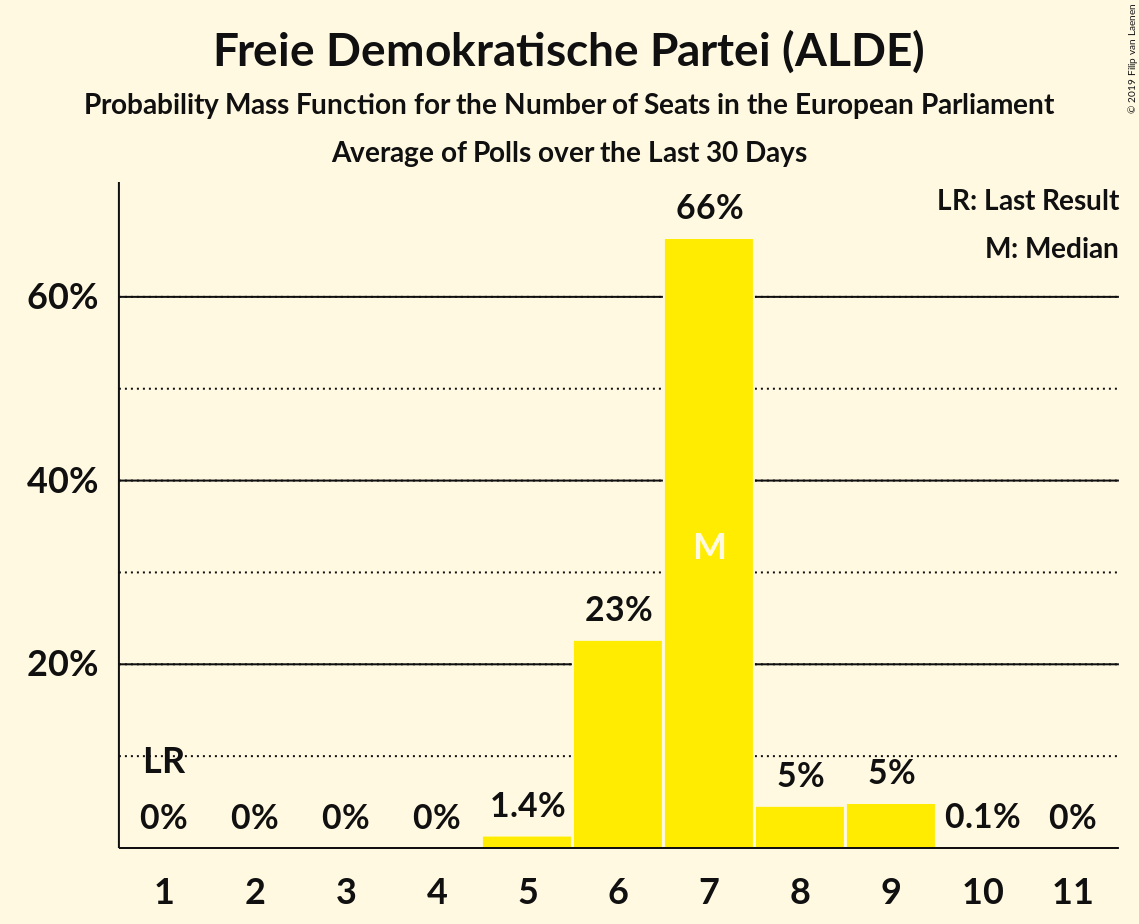 Freie Demokratische Partei (ALDE)
Probability Mass Function for the Number of Seats in the European Parliament
Average of Polls over the Last 30 Days
© 2019 Filip van Laenen
LR: Last Result
M: Median
66%
60%
40%
M
23%
20%
LR
0%
0%
0%
0%
1.4%
5%
5%
0.1%
0%
1 2 3 4 5 6 7 8 9 10 11